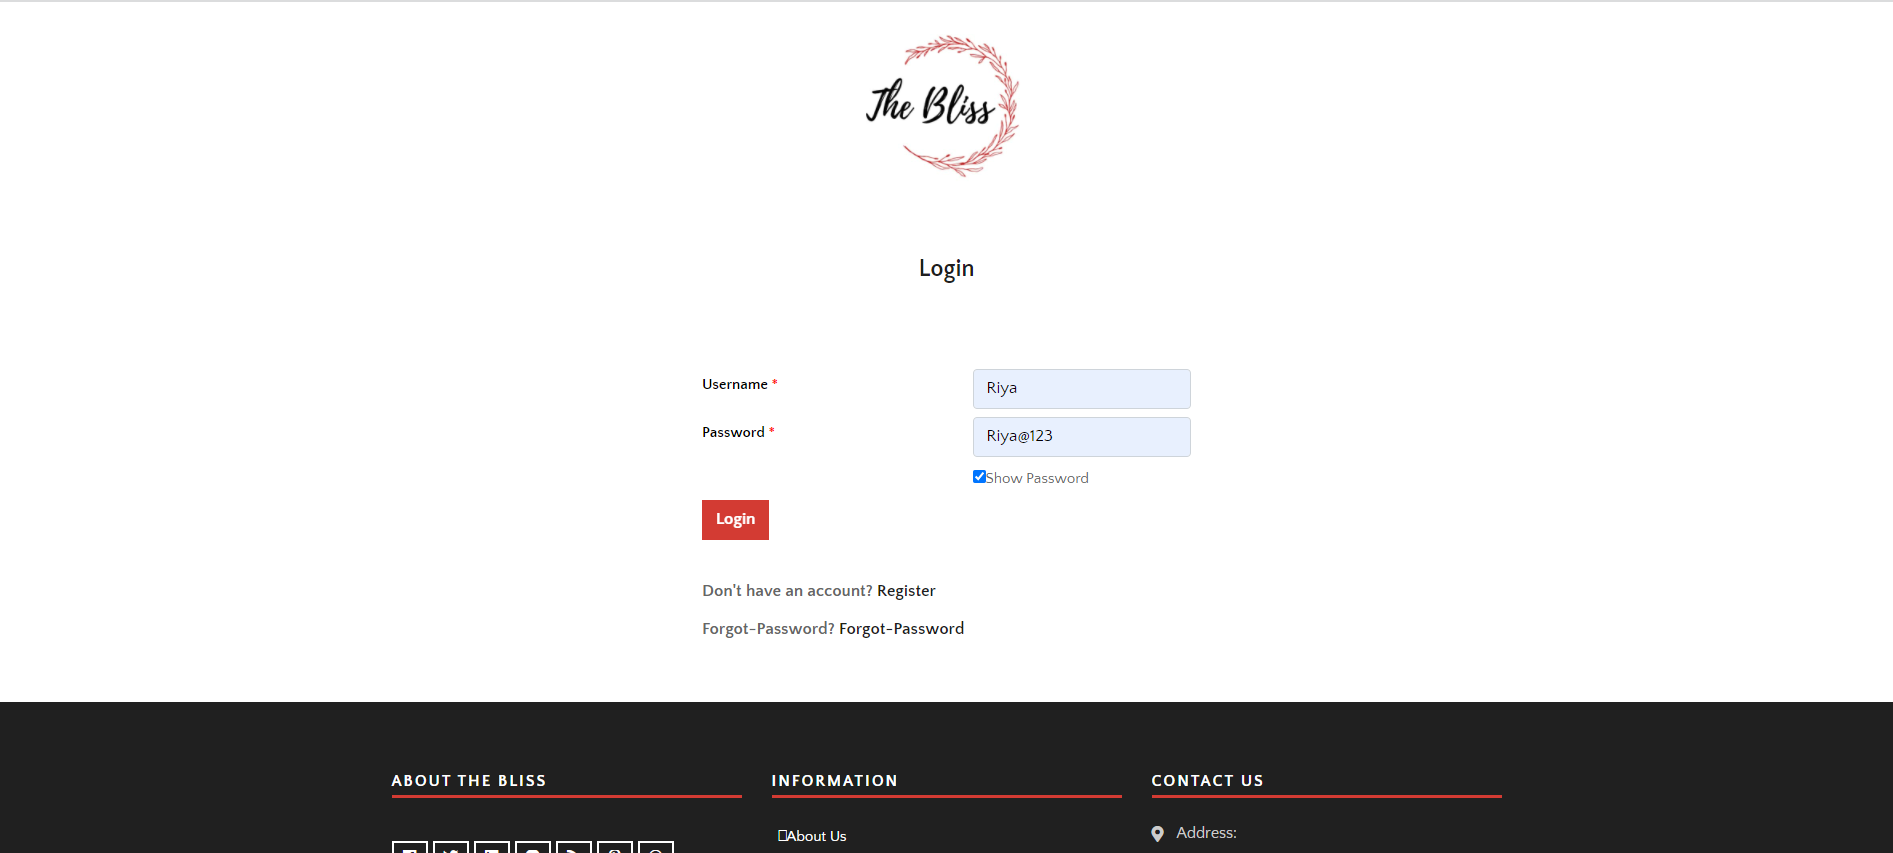 The Bliss
Login
Username *
Riya
Password *
Riya@123
Show Password
Login
Don't have an account? Register
Forgot-Password? Forgot-Password
ABOUT THE BLISS
INFORMATION
CONTACT US
About Us
Address: